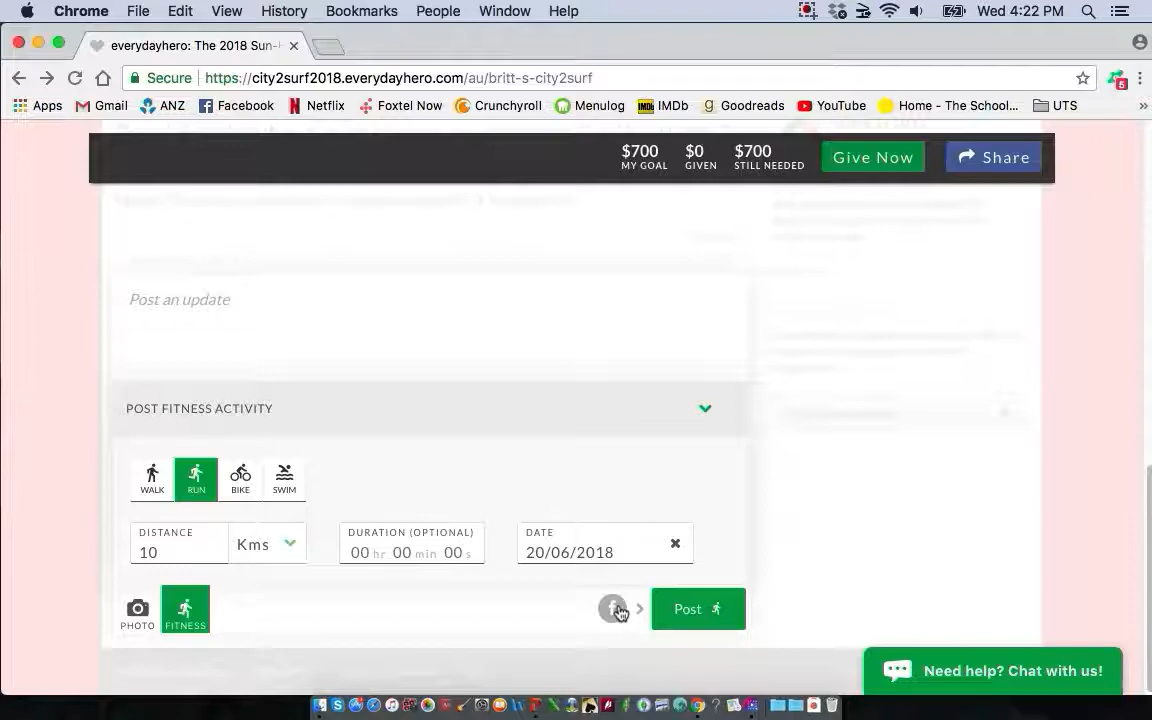 Chrome File Edit View History Bookmarks People Window Help Wed 4:22 PM
everydayhero: The 2018 Sun-
Secure https://city2surf2018.everydayhero.com/au/britt-s-city2surf
Apps Gmail ANZ Facebook Netflix Foxtel Now Crunchyroll Menulog IMDb Goodreads YouTube Home - The School... UTS »
$700 $0 $700 Give Now Share
MY GOAL GIVEN STILL NEEDED
Post an update
POST FITNESS ACTIVITY
WALK RUN BIKE SWIM
DISTANCE DURATION (OPTIONAL) DATE
10 Kms 00 hr 00 min 00 s 20/06/2018
Post
PHOTO FITNESS
Need help? Chat with us!